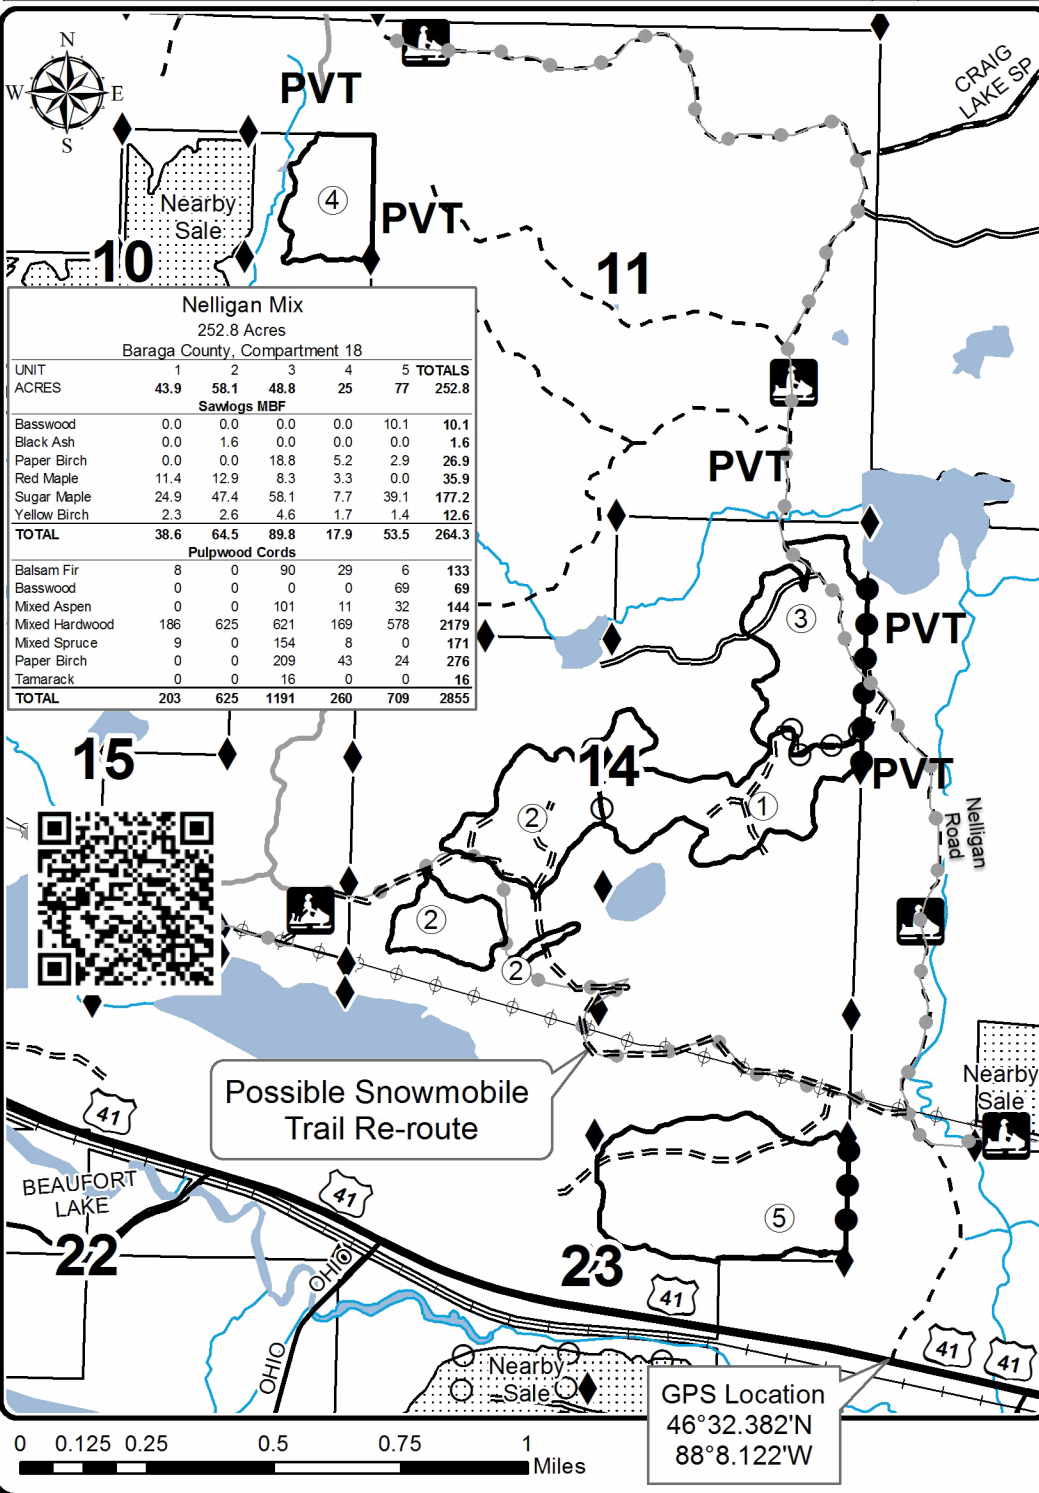 N
W E
S
CRAIG
LAKE SP
PVT
Nearby
Sale
4
PVT
10
11
Nelligan Mix
252.8 Acres
Baraga County, Compartment 18
UNIT 1 2 3 4 5 TOTALS
ACRES 43.9 58.1 48.8 25 77 252.8
Sawlogs MBF
Basswood 0.0 0.0 0.0 0.0 10.1 10.1
Black Ash 0.0 1.6 0.0 0.0 0.0 1.6
Paper Birch 0.0 0.0 18.8 5.2 2.9 26.9
Red Maple 11.4 12.9 8.3 3.3 0.0 35.9
Sugar Maple 24.9 47.4 58.1 7.7 39.1 177.2
Yellow Birch 2.3 2.6 4.6 1.7 1.4 12.6
TOTAL 38.6 64.5 89.8 17.9 53.5 264.3
Pulpwood Cords
Balsam Fir 8 0 90 29 6 133
Basswood 0 0 0 0 69 69
Mixed Aspen 0 0 101 11 32 144
Mixed Hardwood 186 625 621 169 578 2179
Mixed Spruce 9 0 154 8 0 171
Paper Birch 0 0 209 43 24 276
Tamarack 0 0 16 0 0 16
TOTAL 203 625 1191 260 709 2855
PVT
3
PVT
15
14
PVT
2
1
Nelligan
Road
2
2
Possible Snowmobile
Trail Re-route
Nearby
Sale
41
BEAUFORT
LAKE
41
22
5
OHIO
23
41
OHIO
Nearby
Sale
41
41
GPS Location
46°32.382'N
88°8.122'W
0 0.125 0.25 0.5 0.75 1
Miles